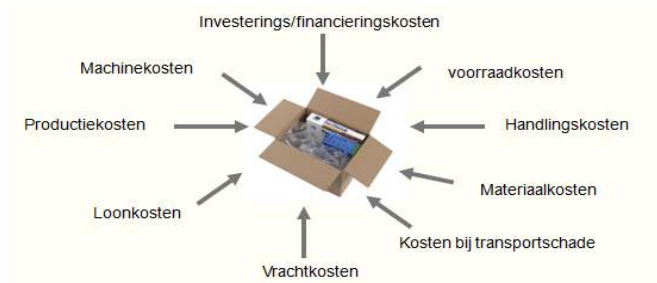 Investerings/financieringskosten
Machinekosten
voorraadkosten
Productiekosten
Handlingskosten
Materiaalkosten
Loonkosten
Kosten bij transportschade
Vrachtkosten